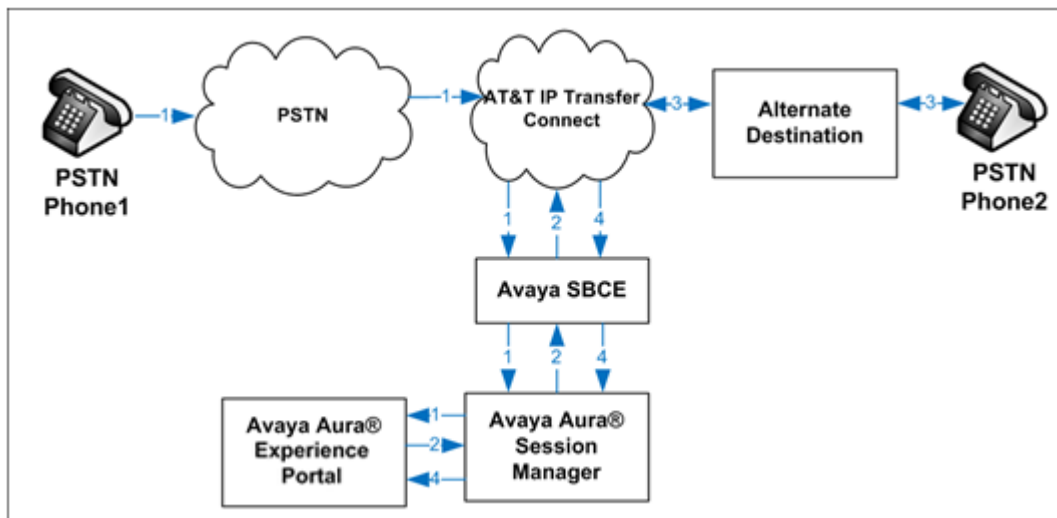 PSTN
Phone1
1
PSTN
1
AT&T IP Transfer
Connect
3
Alternate
Destination
3
PSTN
Phone2
1
2
4
Avaya SBCE
1
2
4
Avaya Aura®
Experience
Portal
1
2
4
Avaya Aura®
Session
Manager